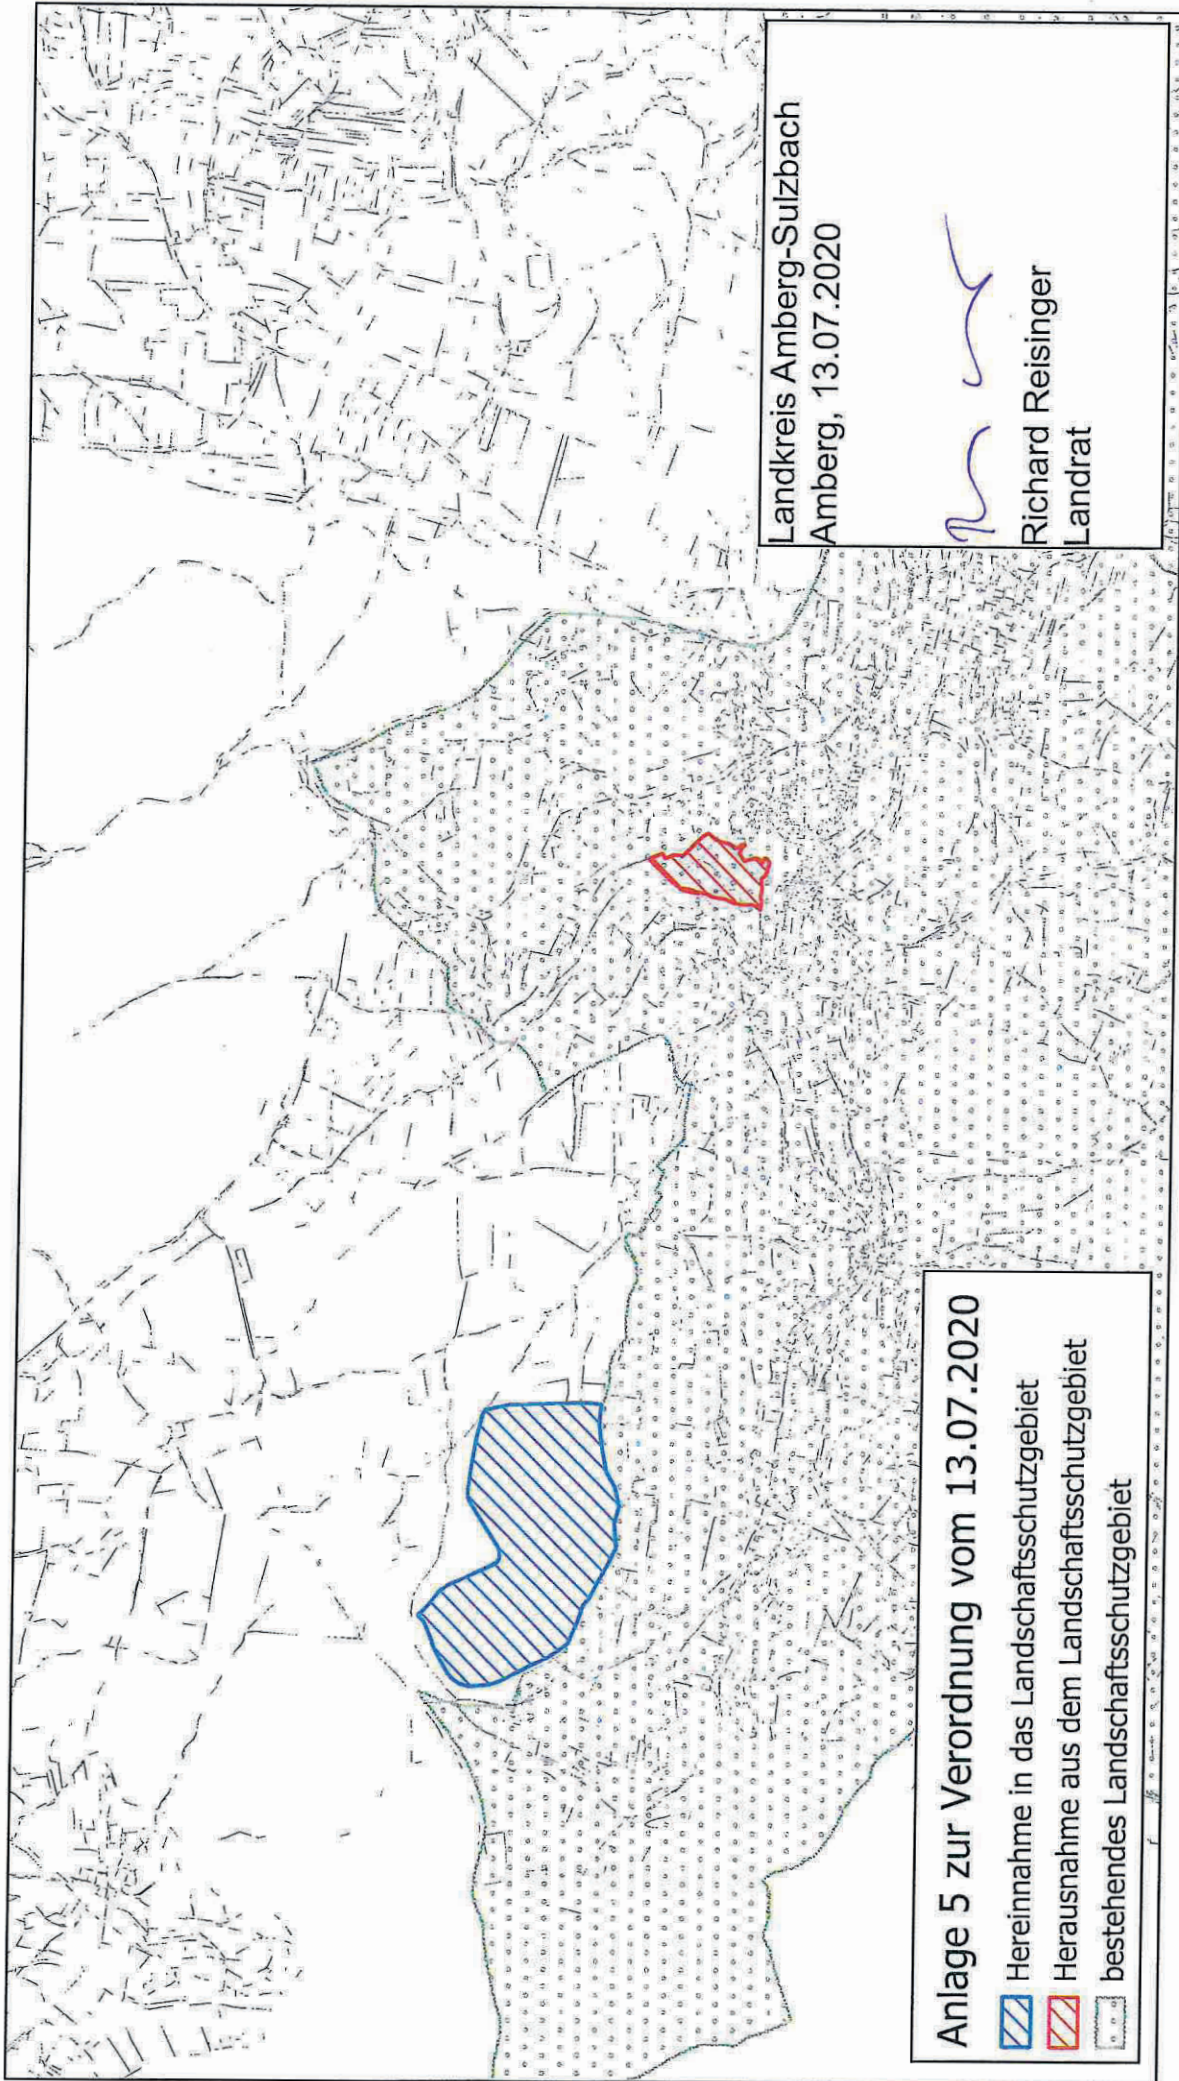 Anlage 5 zur Verordnung vom 13.07.2020
Hereinnahme in das Landschaftsschutzgebiet
Herausnahme aus dem Landschaftsschutzgebiet
bestehendes Landschaftsschutzgebiet
Landkreis Amberg-Sulzbach
Amberg, 13.07.2020
Richard Reisinger
Landrat